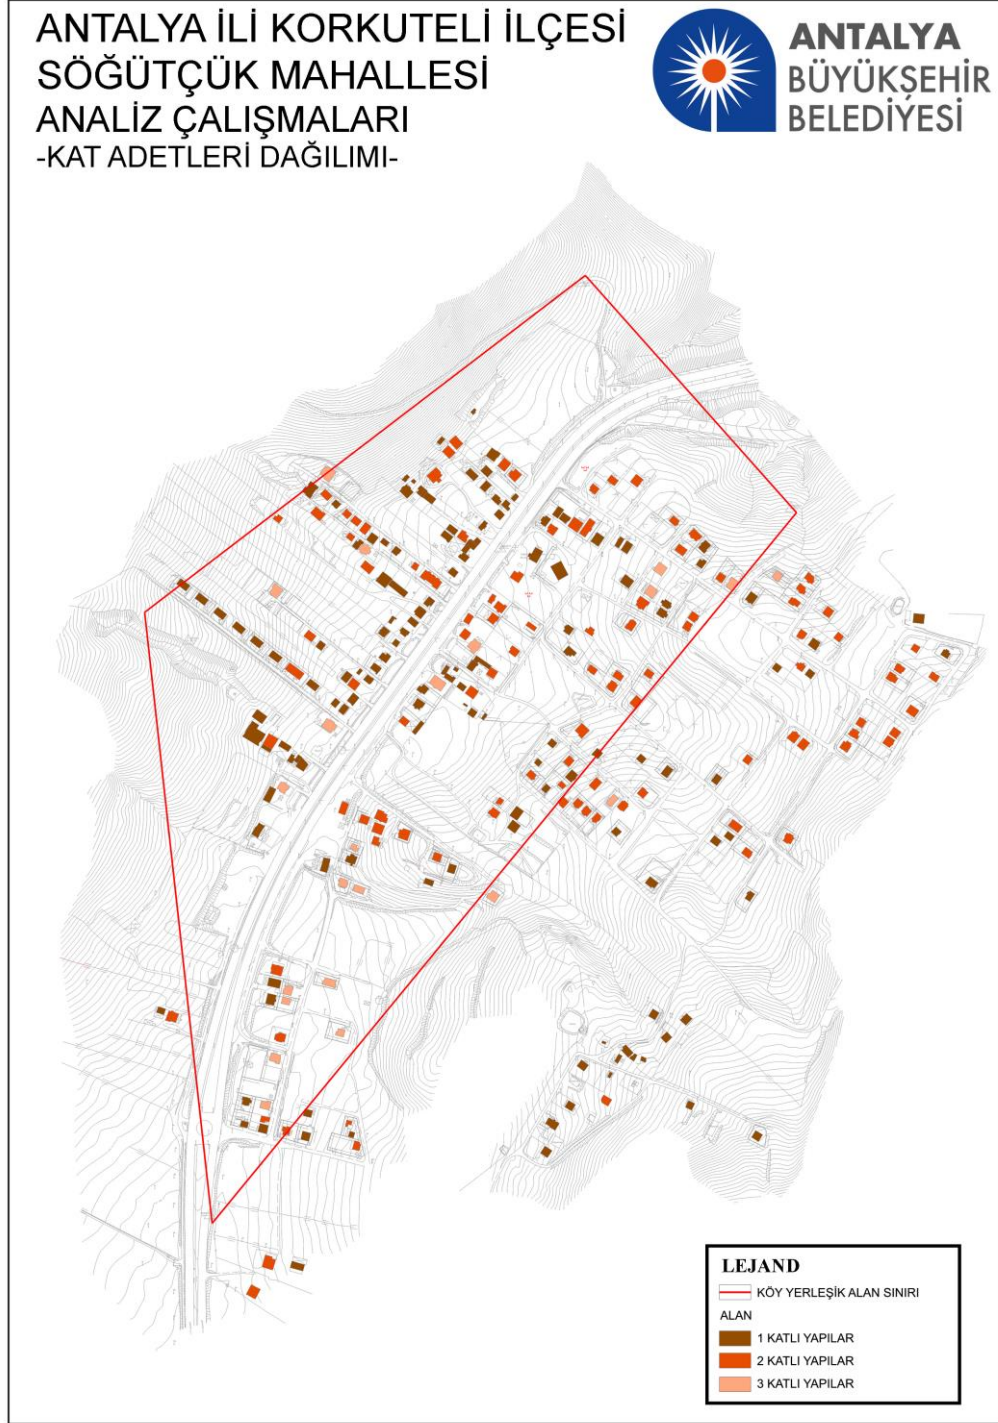 ANTALYA İLİ KORKUTELİ İLÇESİ
SÖĞÜTÇÜK MAHALLESİ
ANALİZ ÇALIŞMALARI
-KAT ADETLERİ DAĞILIMI-
ANTALYA
BÜYÜKŞEHİR
BELEDİYESİ
LEJAND
KÖY YERLEŞİK ALAN SINIRI
ALAN
1 KATLI YAPILAR
2 KATLI YAPILAR
3 KATLI YAPILAR